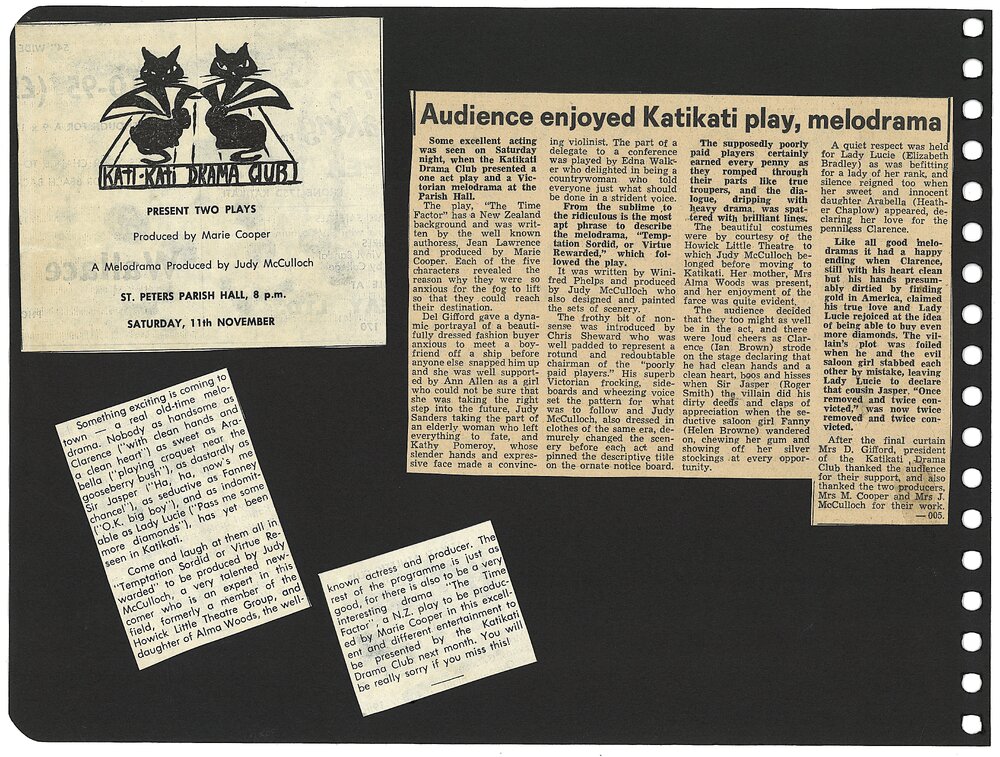 KATI-KATI DRAMA CLUB
PRESENT TWO PLAYS
Produced by Marie Cooper
A Melodrama Produced by Judy McCulloch
ST. PETERS PARISH HALL, 8 p.m.
SATURDAY, 11th NOVEMBER
Something exciting is coming to
town — a real old-time melo-
drama. Nobody as handsome as
Clarence ("with clean hands and
a clean heart") as sweet as Ara-
bella ("playing croquet near the
gooseberry bush"), as dastardly as
Sir Jasper ("Ha, ha, now's me
chance!"), as seductive as Fanney
("O.K. big boy"), and as indomit-
able as Lady Lucie ("Pass me some
more diamonds"), has yet been
seen in Katikati.
Come and laugh at them all in
"Temptation Sordid or Virtue Re-
warded" to be produced by Judy
McCulloch, a very talented new-
comer who is an expert in this
field, formerly a member of the
Howick Little Theatre Group, and
daughter of Alma Woods, the well-
known actress and producer. The
rest of the programme is just as
good, for there is also to be a very
interesting drama "The Time
Factor", a N.Z. play to be produc-
ed by Marie Cooper in this excell-
ent and different entertainment to
be presented by the Katikati
Drama Club next month. You will
be really sorry if you miss this!
Audience enjoyed Katikati play, melodrama
Some excellent acting
was seen on Saturday
night, when the Katikati
Drama Club presented a
one act play and a Vic-
torian melodrama at the
Parish Hall.
The play, "The Time
Factor" has a New Zealand
background and was writ-
ten by the well known
authoress, Jean Lawrence
and produced by Marie
Cooper. Each of the five
characters revealed the
reason why they were so
anxious for the fog to lift
so that they could reach
their destination.
Del Gifford gave a dyna-
mic portrayal of a beauti-
fully dressed fashion buyer
anxious to meet a boy-
friend off a ship before
anyone else snapped him up
and she was well support-
ed by Ann Allen as a girl
who could not be sure that
she was taking the right
step into the future, Judy
Sanders taking the part of
an elderly woman who left
everything to fate, and
Kathy Pomeroy, whose
slender hands and expres-
sive face made a convinc-
ing violinist. The part of a
delegate to a conference
was played by Edna Walk-
er who delighted in being a
countrywoman who told
everyone just what should
be done in a strident voice.
From the sublime to
the ridiculous is the most
apt phrase to describe
the melodrama, "Temp-
tation Sordid, or Virtue
Rewarded," which fol-
lowed the play.
It was written by Wini-
fred Phelps and produced
by Judy McCulloch who
also designed and painted
the sets of scenery.
The frothy bit of non-
sense was introduced by
Chris Sheward who was
well padded to represent a
rotund and redoubtable
chairman of the "poorly
paid players." His superb
Victorian frocking, side-
boards and wheezing voice
set the pattern for what
was to follow and Judy
McCulloch, also dressed in
clothes of the same era, de-
murely changed the scen-
ery before each act and
pinned the descriptive title
on the ornate notice board.
The supposedly poorly
paid players certainly
earned every penny as
they romped through
their parts like true
troupers, and the dia-
logue, dripping with
heavy drama, was spat-
tered with brilliant lines.
The beautiful costumes
were by courtesy of the
Howick Little Theatre to
which Judy McCulloch be-
longed before moving to
Katikati. Her mother, Mrs
Alma Woods was present,
and her enjoyment of the
farce was quite evident.
The audience decided
that they too might as well
be in the act, and there
were loud cheers as Clar-
ence (Ian Brown) strode
on the stage declaring that
he had clean hands and a
clean heart, boos and hisses
when Sir Jasper (Roger
Smith) the villain did his
dirty deeds and claps of
appreciation when the se-
ductive saloon girl Fanny
(Helen Browne) wandered
on, chewing her gum and
showing off her silver
stockings at every oppor-
tunity.
A quiet respect was held
for Lady Lucie (Elizabeth
Bradley) as was befitting
for a lady of her rank, and
silence reigned too when
her sweet and innocent
daughter Arabella (Heath-
er Chaplow) appeared, de-
claring her love for the
penniless Clarence.
Like all good melo-
dramas it had a happy
ending when Clarence,
still with his heart clean
but his hands presum-
ably dirtied by finding
gold in America, claimed
his true love and Lady
Lucie rejoiced at the idea
of being able to buy even
more diamonds. The vil-
lain's plot was foiled
when he and the evil
saloon girl stabbed each
other by mistake, leaving
Lady Lucie to declare
that cousin Jasper. "Once
removed and twice con-
victed," was now twice
removed and twice con-
victed.
After the final curtain
Mrs D. Gifford, president
of the Katikati Drama
Club thanked the audience
for their support, and also
thanked the two producers,
Mrs M. Cooper and Mrs J.
McCulloch for their work.
— 005.